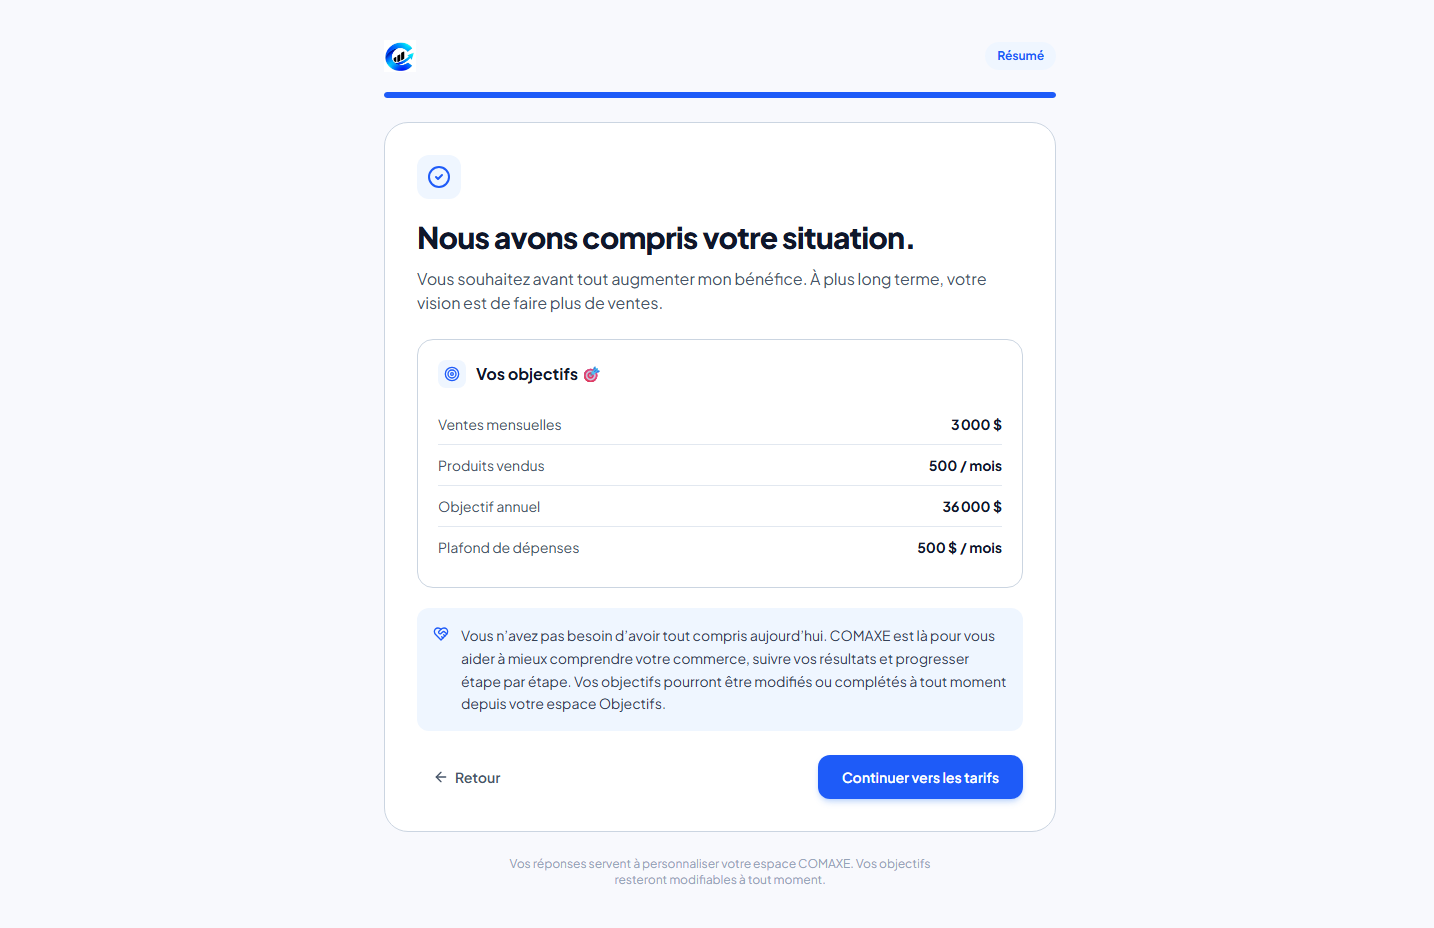 Résumé
Nous avons compris votre situation.
Vous souhaitez avant tout augmenter mon bénéfice. À plus long terme, votre
vision est de faire plus de ventes.
Vos objectifs 🎯
Ventes mensuelles 3 000 $
Produits vendus 500 / mois
Objectif annuel 36 000 $
Plafond de dépenses 500 $ / mois
Vous n’avez pas besoin d’avoir tout compris aujourd’hui. COMAXE est là pour vous
aider à mieux comprendre votre commerce, suivre vos résultats et progresser
étape par étape. Vos objectifs pourront être modifiés ou complétés à tout moment
depuis votre espace Objectifs.
← Retour
Continuer vers les tarifs
Vos réponses servent à personnaliser votre espace COMAXE. Vos objectifs
resteront modifiables à tout moment.